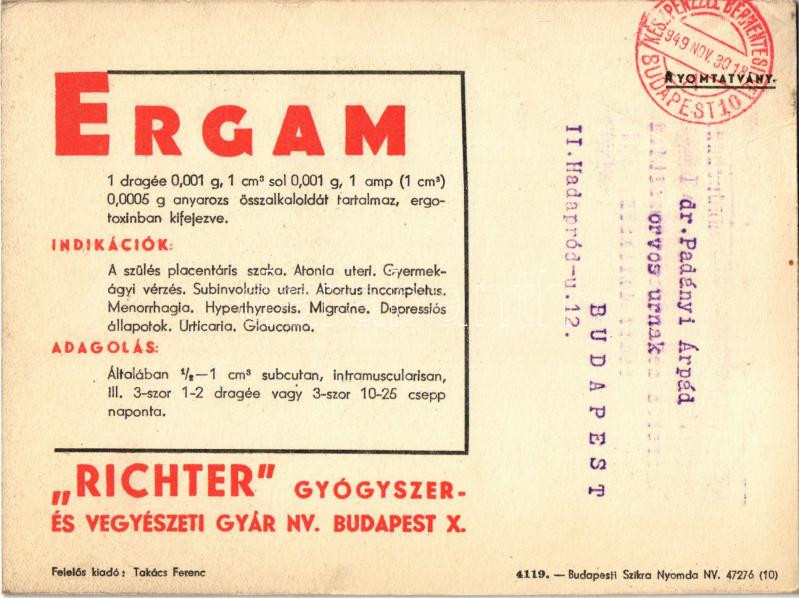 ERGAM
1 dragée 0,001 g, 1 cm³ sol 0,001 g, 1 amp (1 cm³)
0,0005 g anyarozs összalkaloidát tartalmaz, ergo-
toxinban kifejezve.
INDIKÁCIÓK:
A szülés placentáris szaka. Atonia uteri. Gyermek-
ágyi vérzés. Subinvolutio uteri. Abortus incompletus.
Menorrhagia. Hyperthyreosis. Migraine. Depressiós
állapotok. Urticaria. Glaucoma.
ADAGOLÁS:
Általában ½—1 cm³ subcutan, intramuscularisan,
ill. 3-szor 1-2 dragée vagy 3-szor 10-25 csepp
naponta.
„RICHTER" GYÓGYSZER-
ÉS VEGYÉSZETI GYÁR NV. BUDAPEST X.
Felelős kiadó: Takács Ferenc
KÉSZPÉNZZEL BÉRMENTESÍTVE
949 NOV. 30 18
BUDAPEST 10
NYOMTATVÁNY.
dr. Padányi Árpád
orvos urnak
BUDAPEST
II. Hadapród-u. 12.
4119. — Budapesti Szikra Nyomda NV. 47276 (10)